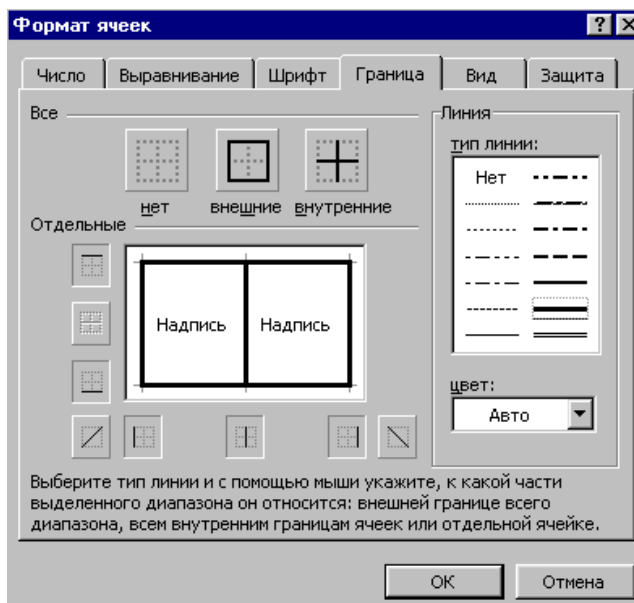 Формат ячеек
Число Выравнивание Шрифт Граница Вид Защита
Все
нет внешние внутренние
Отдельные
Надпись Надпись
Линия
тип линии:
Нет
цвет:
Авто
Выберите тип линии и с помощью мыши укажите, к какой части
выделенного диапазона он относится: внешней границе всего
диапазона, всем внутренним границам ячеек или отдельной ячейке.
ОК Отмена